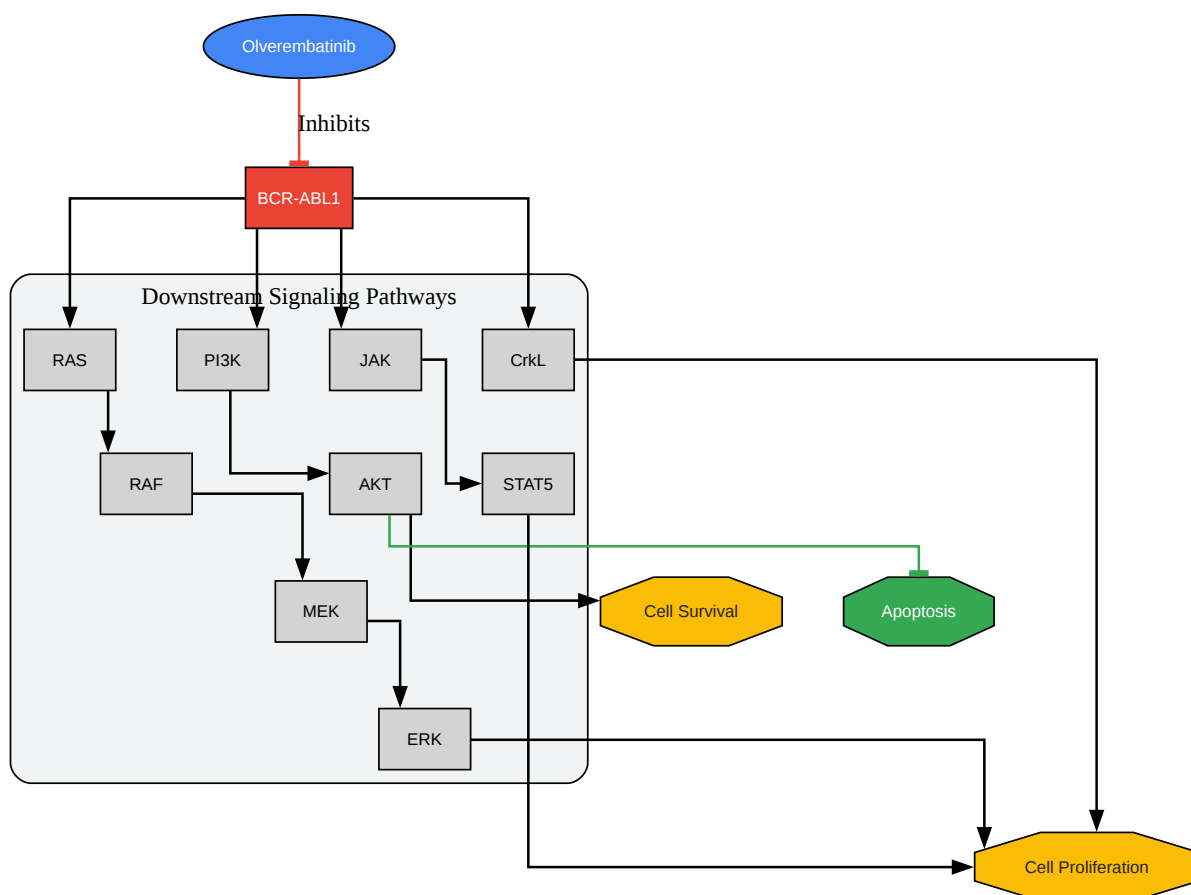 Olverembatinib
Inhibits
BCR-ABL1
Downstream Signaling Pathways
RAS
PI3K
JAK
CrkL
RAF
AKT
STAT5
MEK
Cell Survival
Apoptosis
ERK
Cell Proliferation